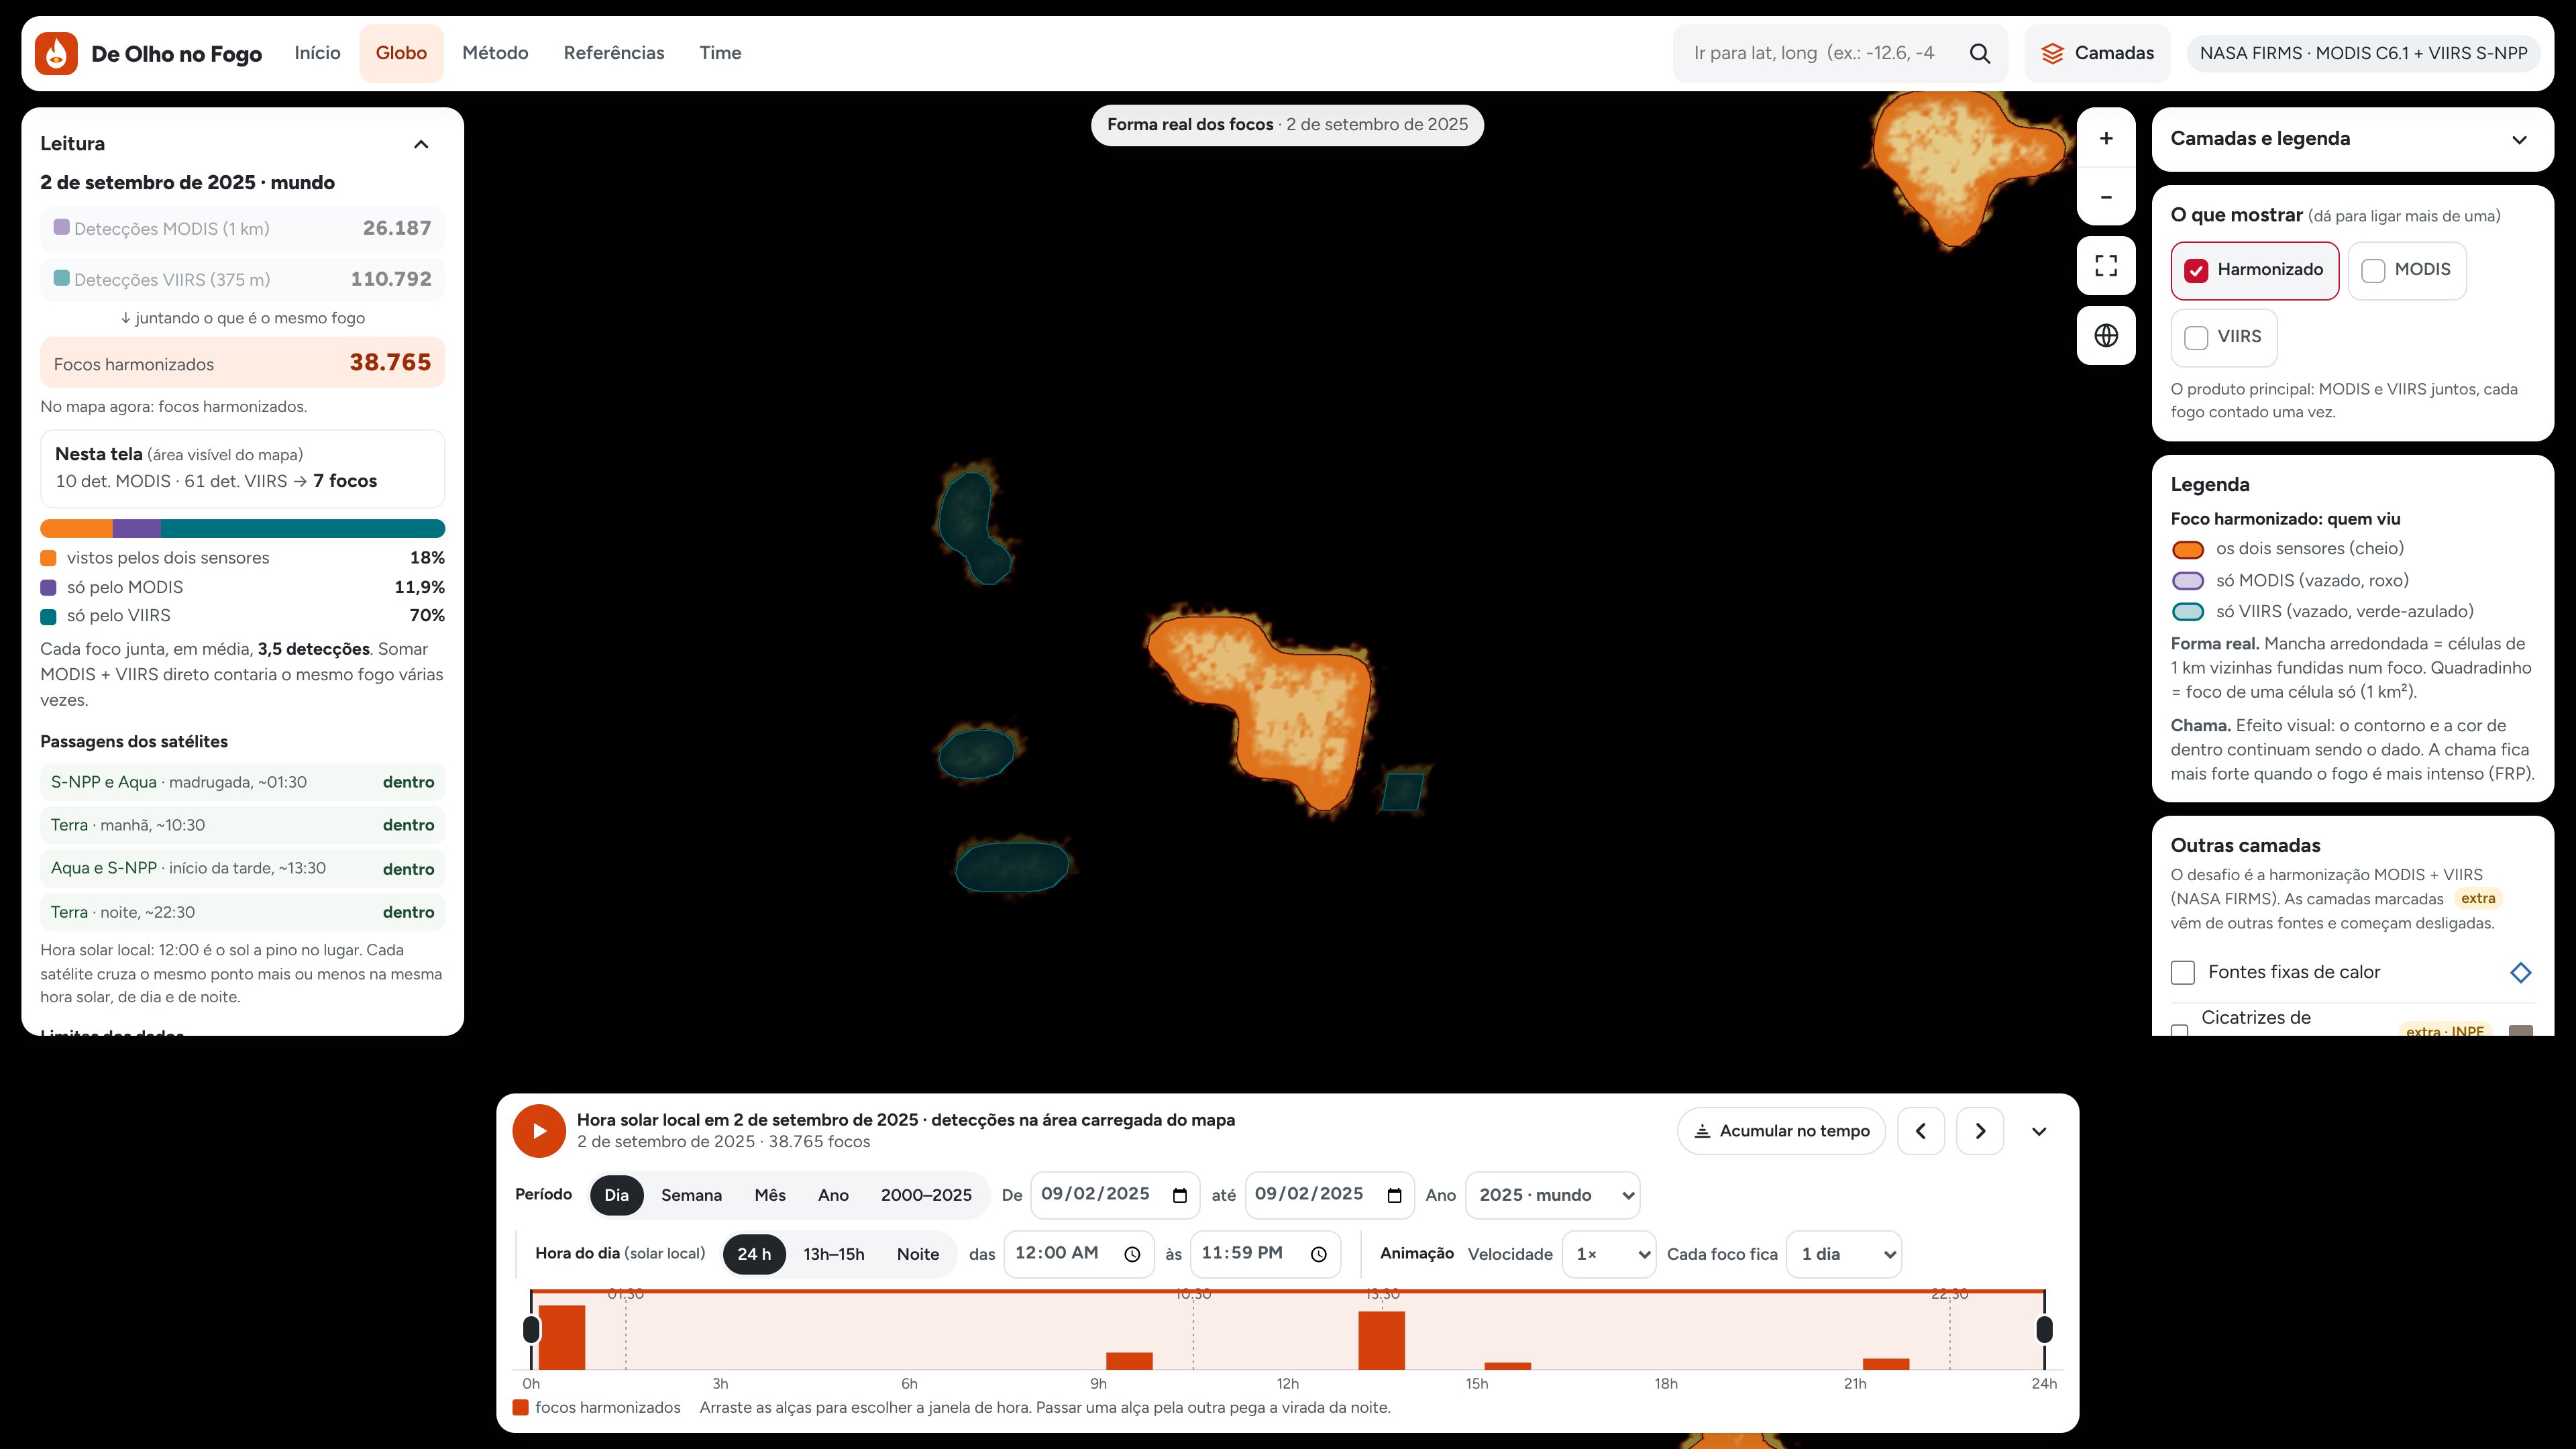 De Olho no Fogo
Início
Globo
Método
Referências
Time
Ir para lat, long (ex.: -12.6, -4
Camadas
NASA FIRMS · MODIS C6.1 + VIIRS S-NPP
Forma real dos focos · 2 de setembro de 2025
Leitura
2 de setembro de 2025 · mundo
Detecções MODIS (1 km) 26.187
Detecções VIIRS (375 m) 110.792
↓ juntando o que é o mesmo fogo
Focos harmonizados 38.765
No mapa agora: focos harmonizados.
Nesta tela (área visível do mapa)
10 det. MODIS · 61 det. VIIRS → 7 focos
vistos pelos dois sensores 18%
só pelo MODIS 11,9%
só pelo VIIRS 70%
Cada foco junta, em média, 3,5 detecções. Somar
MODIS + VIIRS direto contaria o mesmo fogo várias
vezes.
Passagens dos satélites
S-NPP e Aqua · madrugada, ~01:30 dentro
Terra · manhã, ~10:30 dentro
Aqua e S-NPP · início da tarde, ~13:30 dentro
Terra · noite, ~22:30 dentro
Hora solar local: 12:00 é o sol a pino no lugar. Cada
satélite cruza o mesmo ponto mais ou menos na mesma
hora solar, de dia e de noite.
Limites dos dados
+
−
Camadas e legenda
O que mostrar (dá para ligar mais de uma)
Harmonizado
MODIS
VIIRS
O produto principal: MODIS e VIIRS juntos, cada
fogo contado uma vez.
Legenda
Foco harmonizado: quem viu
os dois sensores (cheio)
só MODIS (vazado, roxo)
só VIIRS (vazado, verde-azulado)
Forma real. Mancha arredondada = células de
1 km vizinhas fundidas num foco. Quadradinho
= foco de uma célula só (1 km²).
Chama. Efeito visual: o contorno e a cor de
dentro continuam sendo o dado. A chama fica
mais forte quando o fogo é mais intenso (FRP).
Outras camadas
O desafio é a harmonização MODIS + VIIRS
(NASA FIRMS). As camadas marcadas extra
vêm de outras fontes e começam desligadas.
Fontes fixas de calor
Cicatrizes de
extra · INPE
Hora solar local em 2 de setembro de 2025 · detecções na área carregada do mapa
2 de setembro de 2025 · 38.765 focos
Acumular no tempo
Período Dia Semana Mês Ano 2000–2025 De 09/02/2025 até 09/02/2025 Ano 2025 · mundo
Hora do dia (solar local) 24 h 13h–15h Noite das 12:00 AM às 11:59 PM Animação Velocidade 1× Cada foco fica 1 dia
01:30 10:30 13:30 22:30
0h 3h 6h 9h 12h 15h 18h 21h 24h
focos harmonizados Arraste as alças para escolher a janela de hora. Passar uma alça pela outra pega a virada da noite.